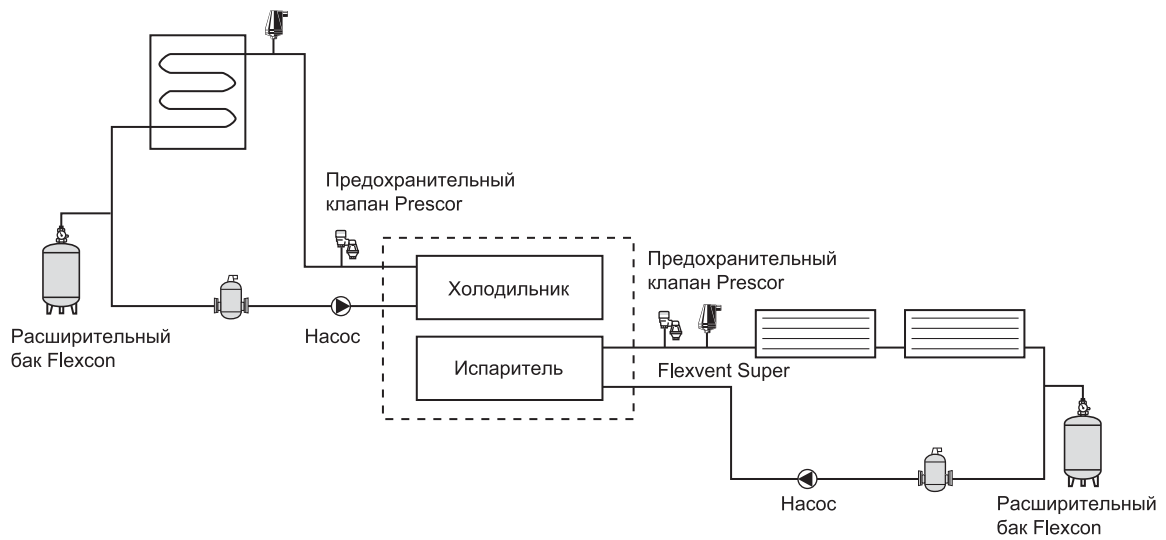 Предохранительный
клапан Prescor
Предохранительный
клапан Prescor
Холодильник
Расширительный
бак Flexcon
Насос
Испаритель
Flexvent Super
Насос
Расширительный
бак Flexcon